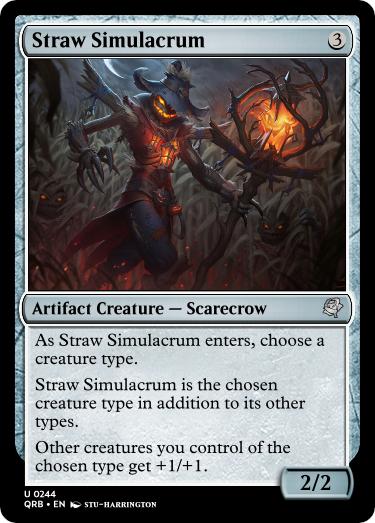 Straw Simulacrum 3
Artifact Creature — Scarecrow
As Straw Simulacrum enters, choose a
creature type.
Straw Simulacrum is the chosen
creature type in addition to its other
types.
Other creatures you control of the
chosen type get +1/+1.
2/2
U 0244
QRB • EN STU-HARRINGTON